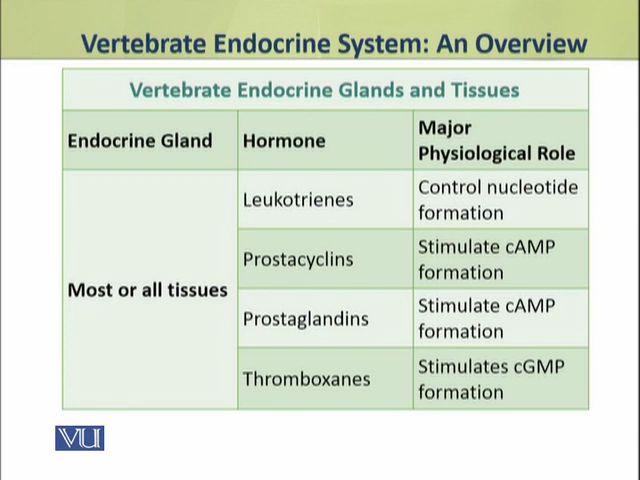 Vertebrate Endocrine System: An Overview
Vertebrate Endocrine Glands and Tissues
Endocrine Gland
Hormone
Major
Physiological Role
Most or all tissues
Leukotrienes
Control nucleotide
formation
Prostacyclins
Stimulate cAMP
formation
Prostaglandins
Stimulate cAMP
formation
Thromboxanes
Stimulates cGMP
formation
VU